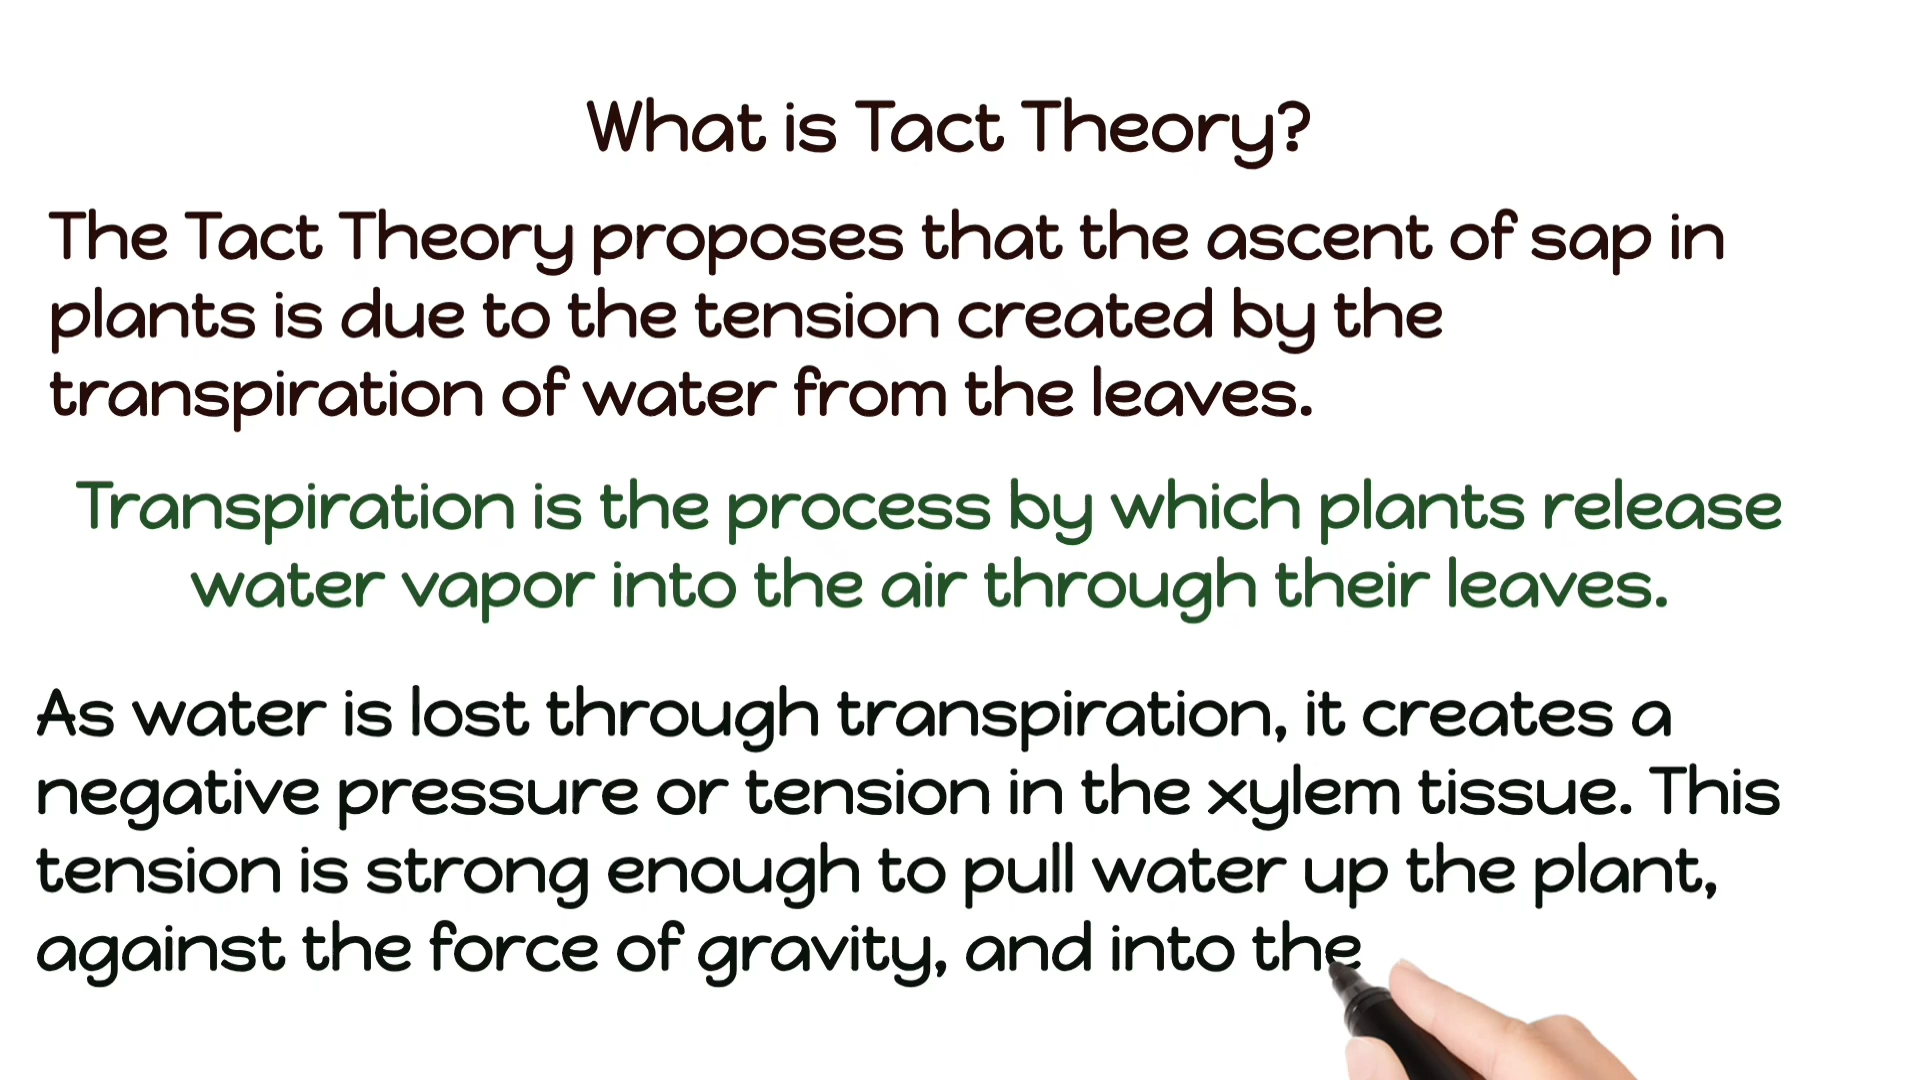 What is Tact Theory?
The Tact Theory proposes that the ascent of sap in
plants is due to the tension created by the
transpiration of water from the leaves.
Transpiration is the process by which plants release
water vapor into the air through their leaves.
As water is lost through transpiration, it creates a
negative pressure or tension in the xylem tissue. This
tension is strong enough to pull water up the plant,
against the force of gravity, and into the